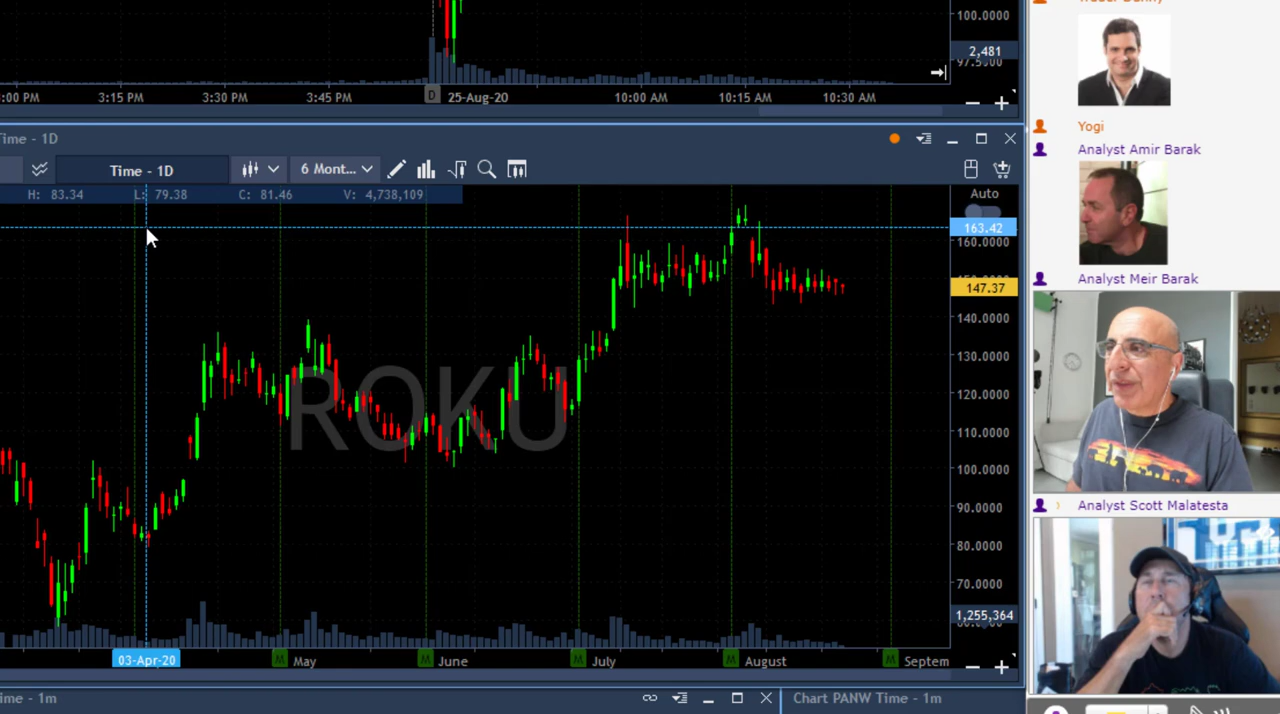 100.0000
2,481
:00 PM 3:15 PM 3:30 PM 3:45 PM D 25-Aug-20 10:00 AM 10:15 AM 10:30 AM
Time - 1D
Time - 1D 6 Mont...
H: 83.34 L: 79.38 C: 81.46 V: 4,738,109
Auto
163.42
160.0000
147.37
140.0000
130.0000
120.0000
110.0000
100.0000
90.0000
80.0000
70.0000
1,255,364
ROKU
03-Apr-20 M May M June M July M August M Septem
ime - 1m
Chart PANW Time - 1m
Yogi
Analyst Amir Barak
Analyst Meir Barak
Analyst Scott Malatesta